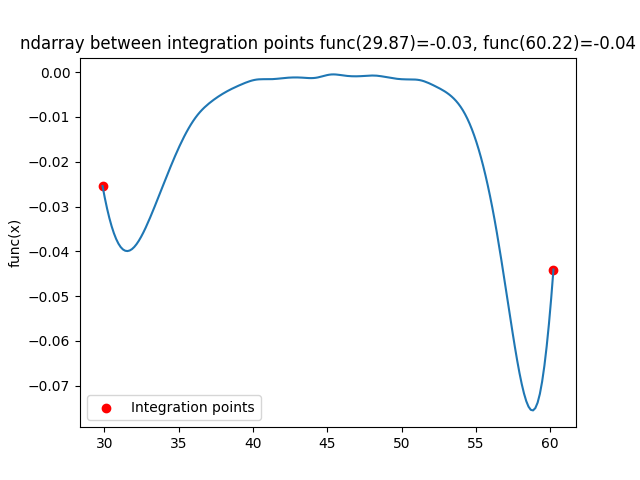 ndarray between integration points func(29.87)=-0.03, func(60.22)=-0.04
0.00
−0.01
−0.02
−0.03
−0.04
−0.05
−0.06
−0.07
func(x)
Integration points
30 35 40 45 50 55 60